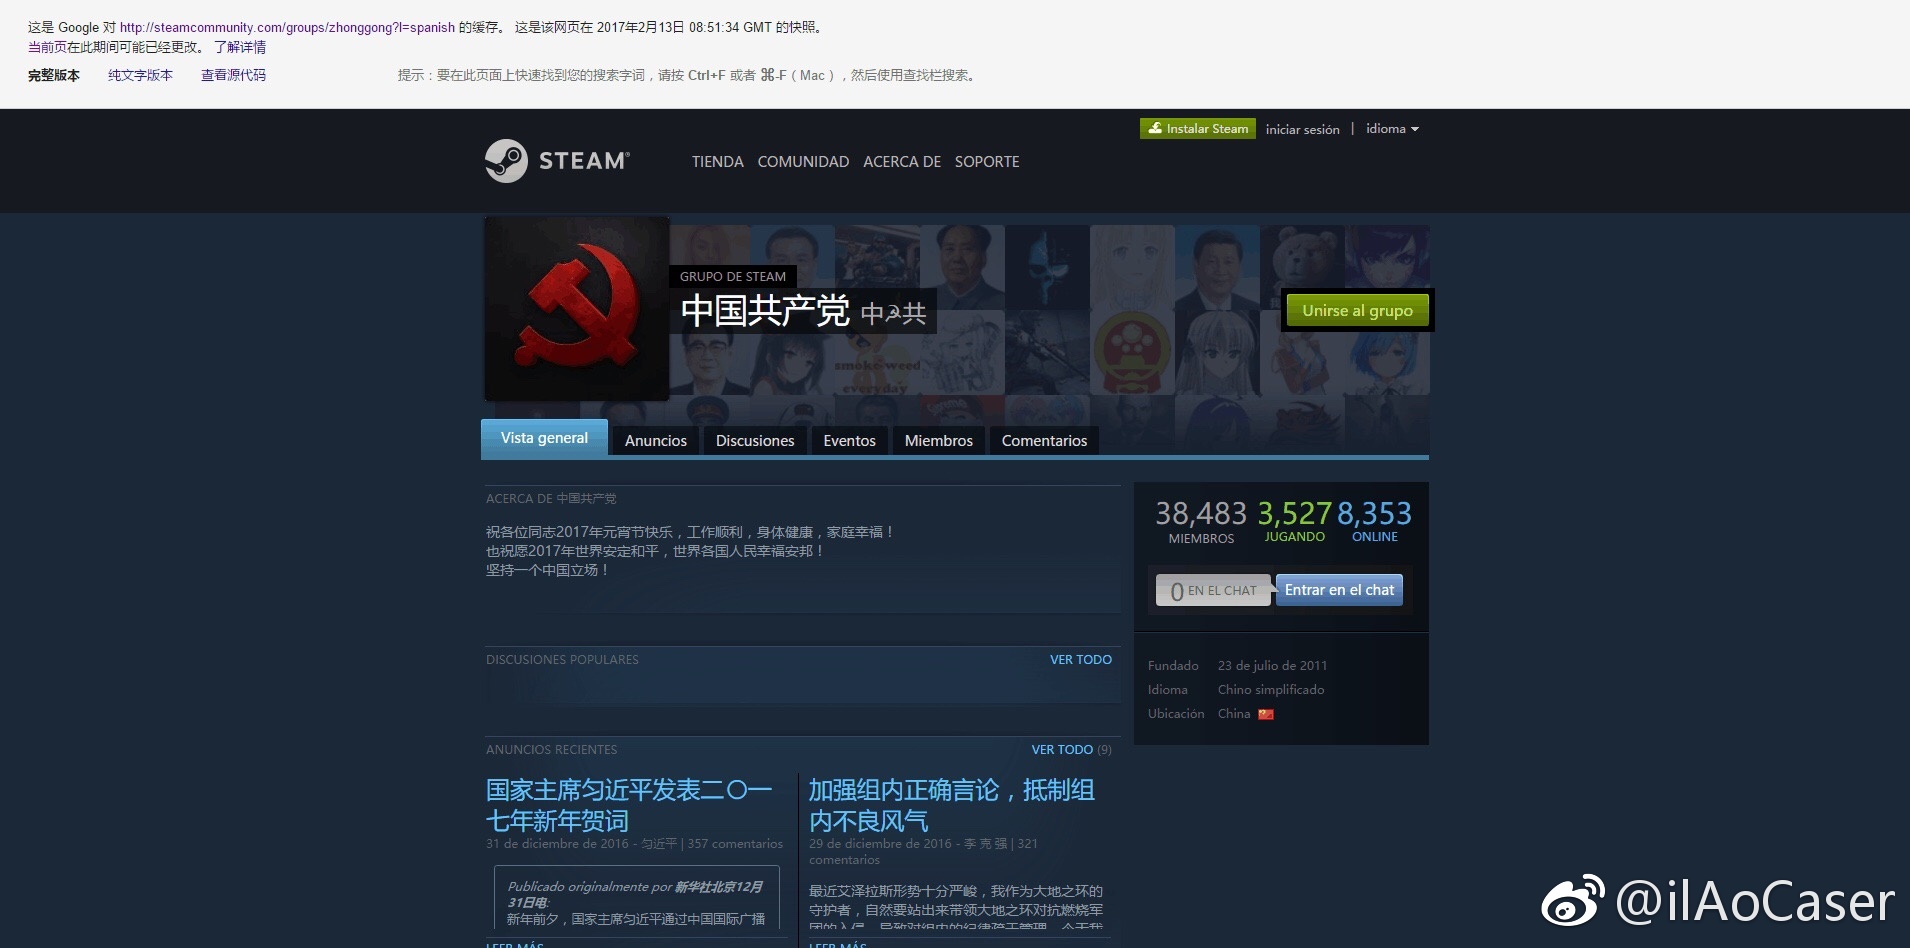 这是 Google 对 http://steamcommunity.com/groups/zhonggong?l=spanish 的缓存。 这是该网页在 2017年2月13日 08:51:34 GMT 的快照。
当前页在此期间可能已经更改。 了解详情
完整版本 纯文字版本 查看源代码 提示：要在此页面上快速找到您的搜索字词，请按 Ctrl+F 或者 ⌘-F（Mac），然后使用查找栏搜索。
Instalar Steam iniciar sesión | idioma
STEAM® TIENDA COMUNIDAD ACERCA DE SOPORTE
GRUPO DE STEAM
中国共产党 中☭共
Unirse al grupo
smoke weed
everyday
Vista general Anuncios Discusiones Eventos Miembros Comentarios
ACERCA DE 中国共产党
祝各位同志2017年元宵节快乐，工作顺利，身体健康，家庭幸福！
也祝愿2017年世界安定和平，世界各国人民幸福安邦！
坚持一个中国立场！
38,483 3,527 8,353
MIEMBROS JUGANDO ONLINE
0 EN EL CHAT Entrar en el chat
Fundado 23 de julio de 2011
Idioma Chino simplificado
Ubicación China
DISCUSIONES POPULARES VER TODO
ANUNCIOS RECIENTES VER TODO (9)
国家主席匀近平发表二〇一
七年新年贺词
31 de diciembre de 2016 - 匀近平 | 357 comentarios
Publicado originalmente por 新华社北京12月
31日电:
新年前夕，国家主席匀近平通过中国国际广播
LEER MÁS
加强组内正确言论，抵制组
内不良风气
29 de diciembre de 2016 - 李 克 强 | 321
comentarios
最近艾泽拉斯形势十分严峻，我作为大地之环的
守护者，自然要站出来带领大地之环对抗燃烧军
LEER MÁS
@ilAoCaser